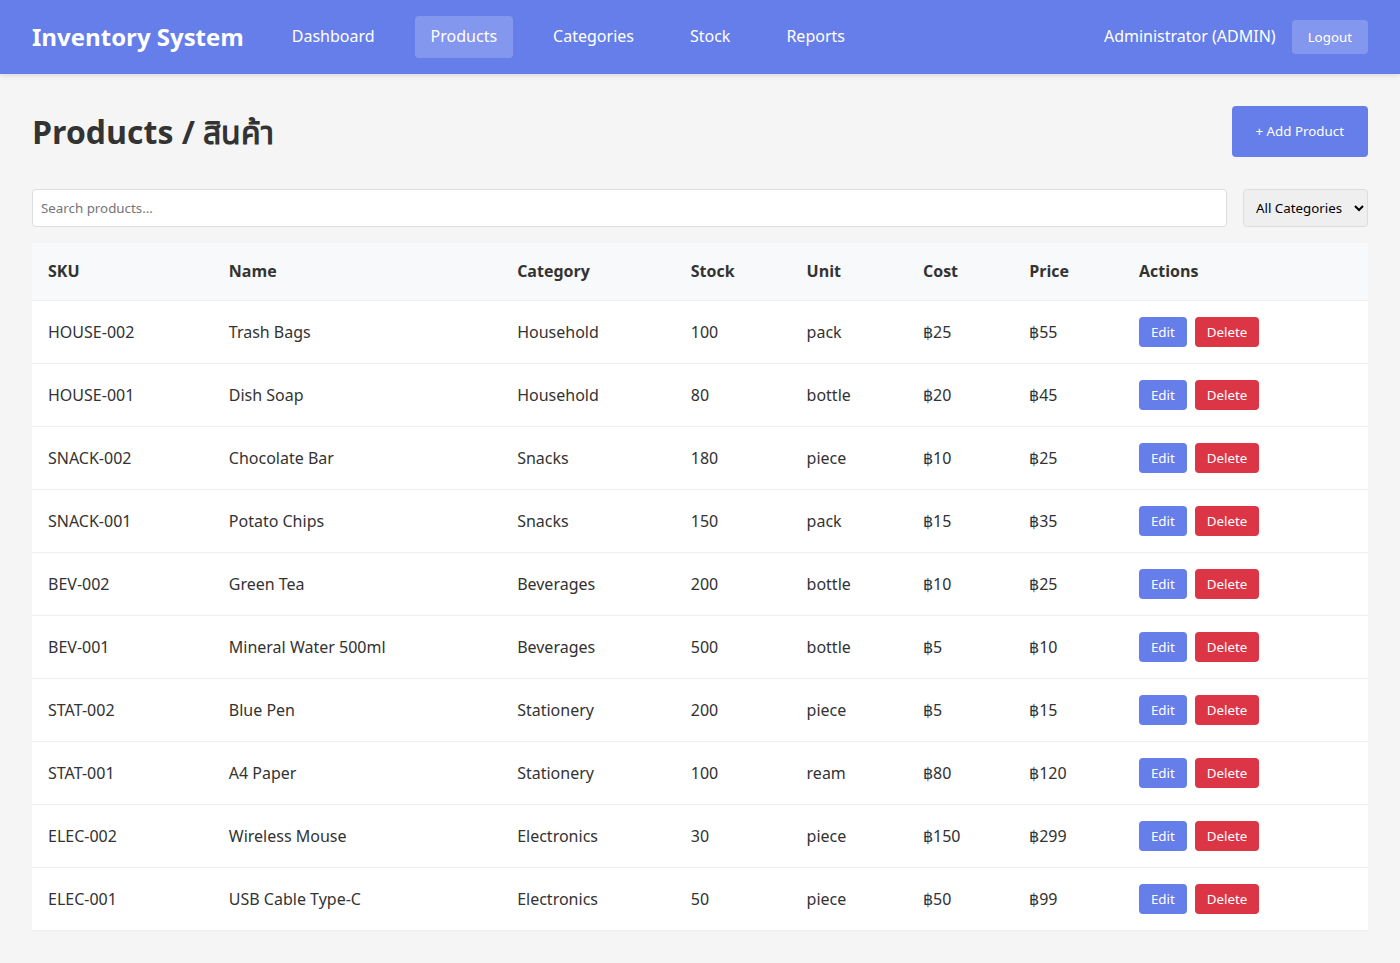 Inventory System Dashboard Products Categories Stock Reports Administrator (ADMIN) Logout
Products / สินค้า + Add Product
Search products... All Categories
SKU Name Category Stock Unit Cost Price Actions
HOUSE-002 Trash Bags Household 100 pack ฿25 ฿55 Edit Delete
HOUSE-001 Dish Soap Household 80 bottle ฿20 ฿45 Edit Delete
SNACK-002 Chocolate Bar Snacks 180 piece ฿10 ฿25 Edit Delete
SNACK-001 Potato Chips Snacks 150 pack ฿15 ฿35 Edit Delete
BEV-002 Green Tea Beverages 200 bottle ฿10 ฿25 Edit Delete
BEV-001 Mineral Water 500ml Beverages 500 bottle ฿5 ฿10 Edit Delete
STAT-002 Blue Pen Stationery 200 piece ฿5 ฿15 Edit Delete
STAT-001 A4 Paper Stationery 100 ream ฿80 ฿120 Edit Delete
ELEC-002 Wireless Mouse Electronics 30 piece ฿150 ฿299 Edit Delete
ELEC-001 USB Cable Type-C Electronics 50 piece ฿50 ฿99 Edit Delete